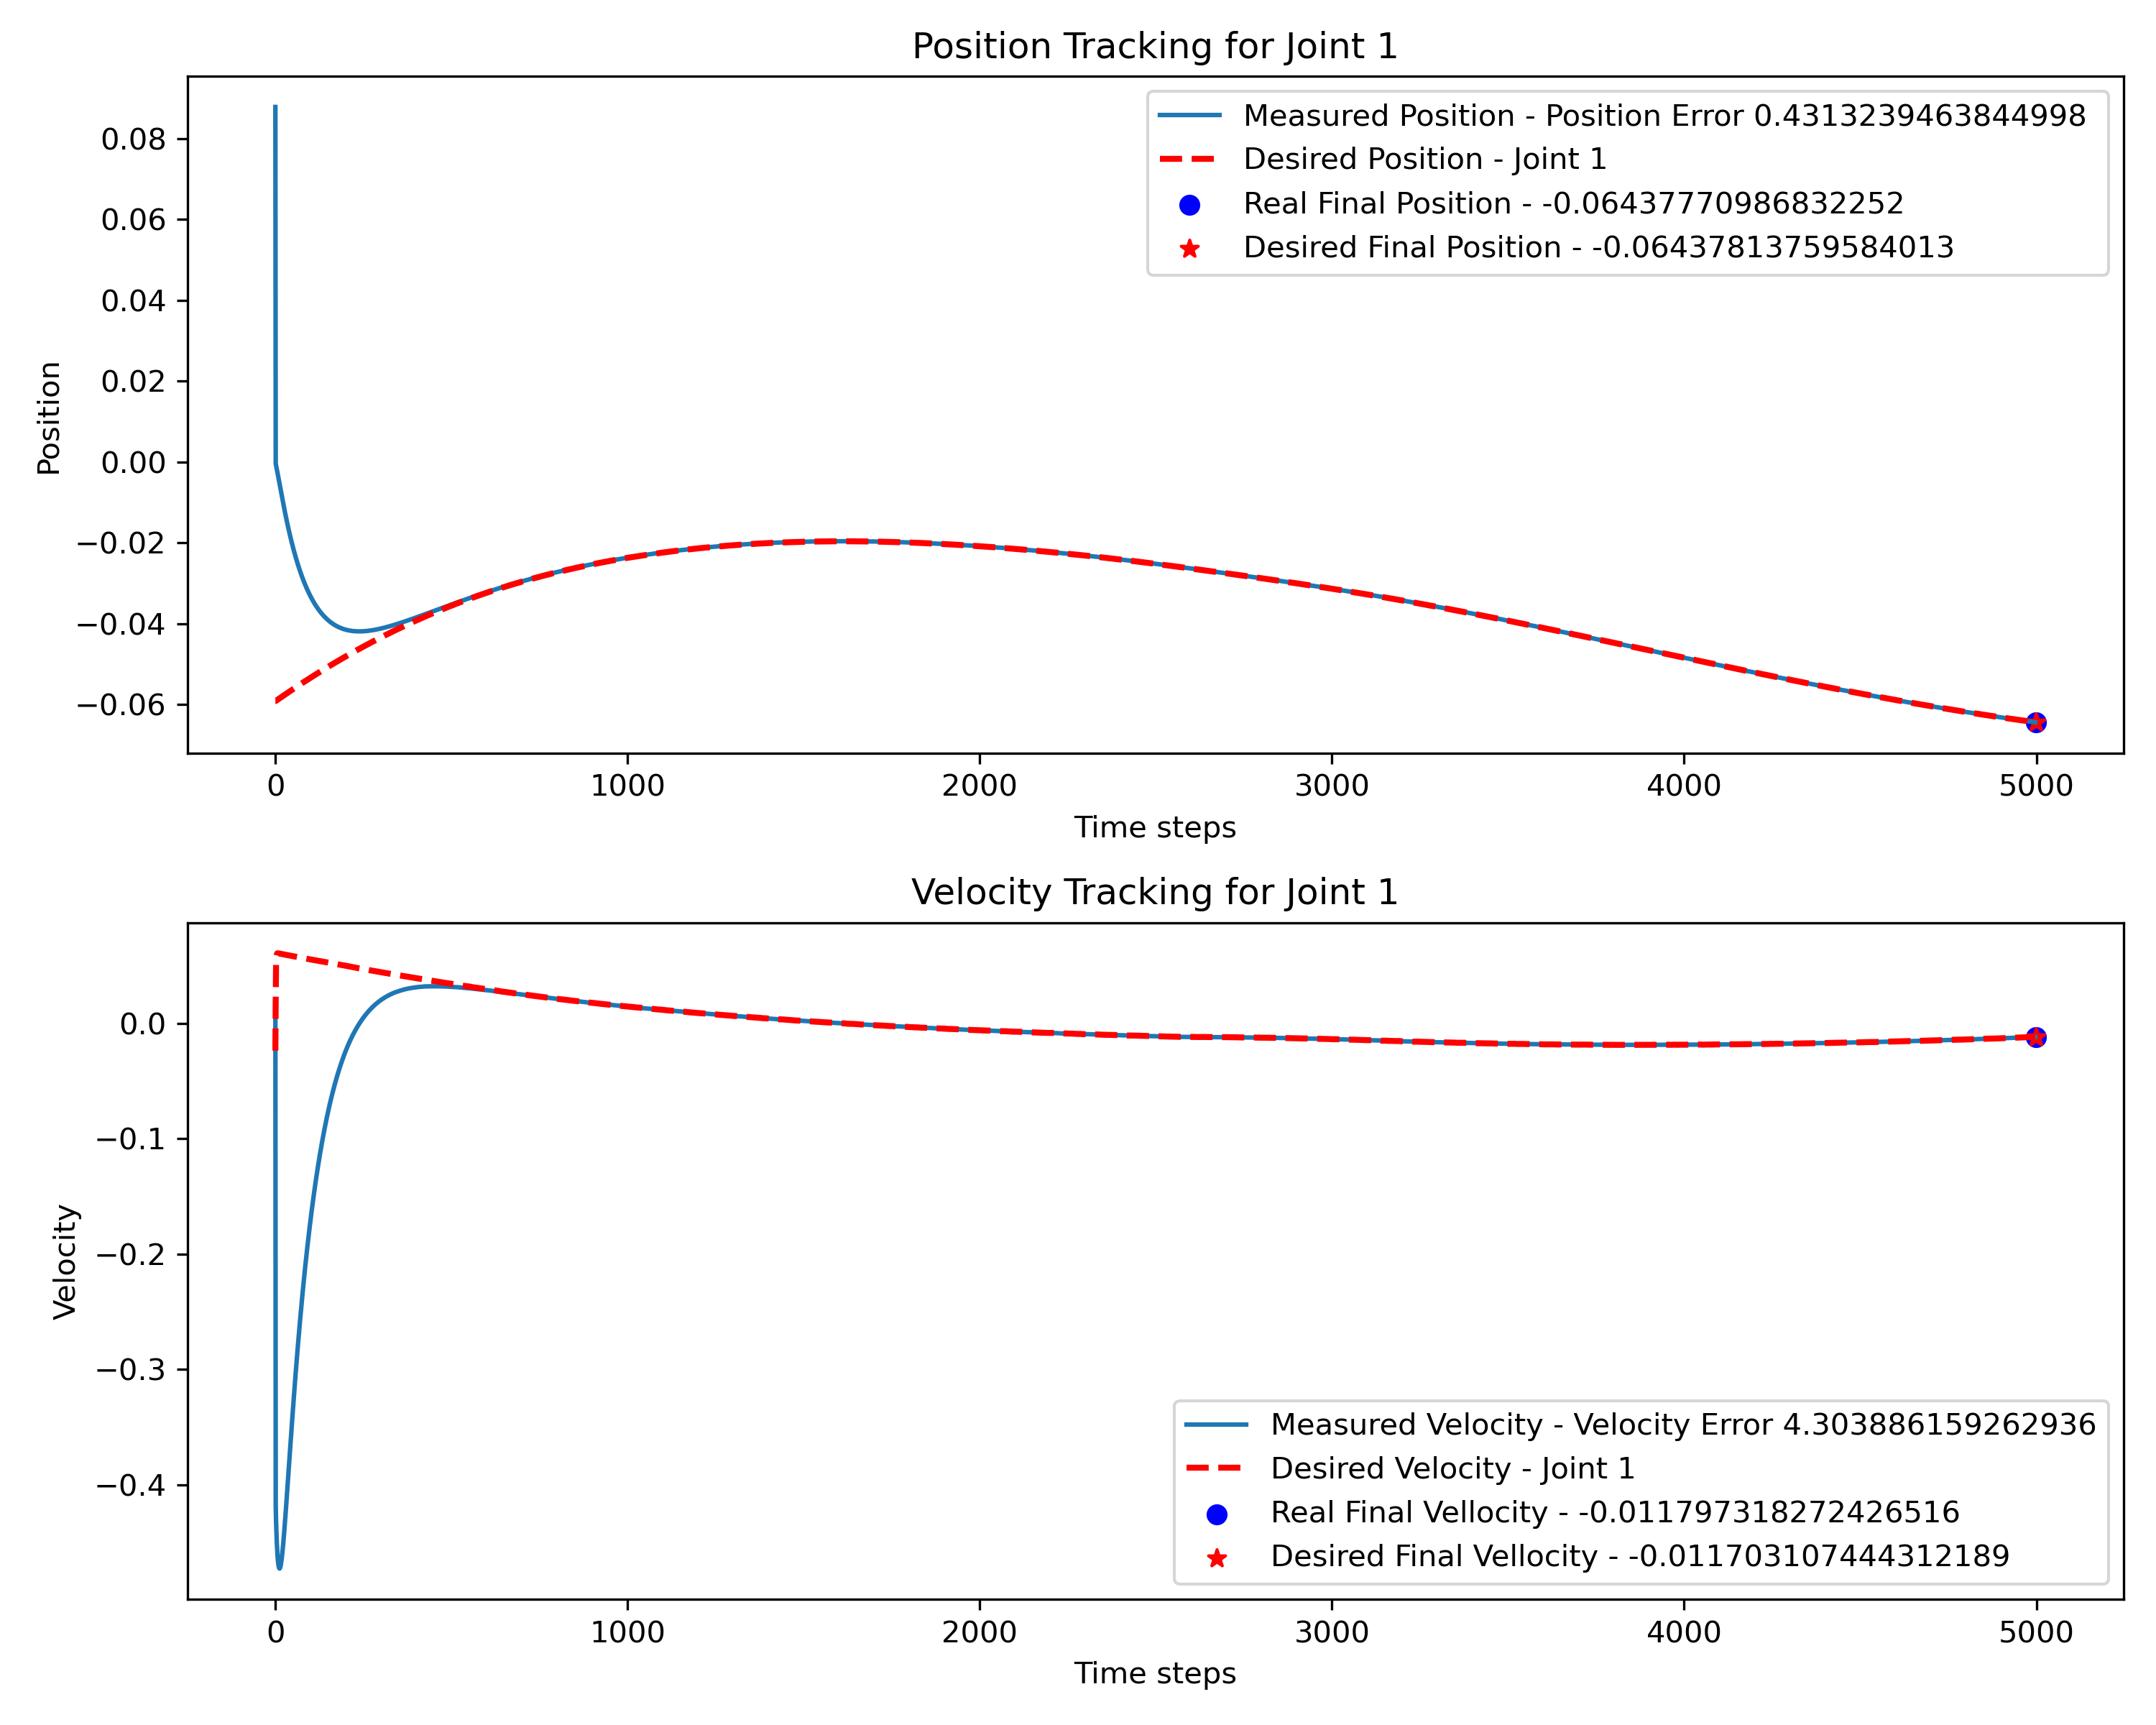 Position Tracking for Joint 1
Measured Position - Position Error 0.4313239463844998
Desired Position - Joint 1
Real Final Position - -0.06437770986832252
Desired Final Position - -0.06437813759584013
0.08
0.06
0.04
0.02
0.00
−0.02
−0.04
−0.06
Position
0 1000 2000 3000 4000 5000
Time steps
Velocity Tracking for Joint 1
0.0
−0.1
−0.2
−0.3
−0.4
Velocity
Measured Velocity - Velocity Error 4.303886159262936
Desired Velocity - Joint 1
Real Final Vellocity - -0.011797318272426516
Desired Final Vellocity - -0.011703107444312189
0 1000 2000 3000 4000 5000
Time steps